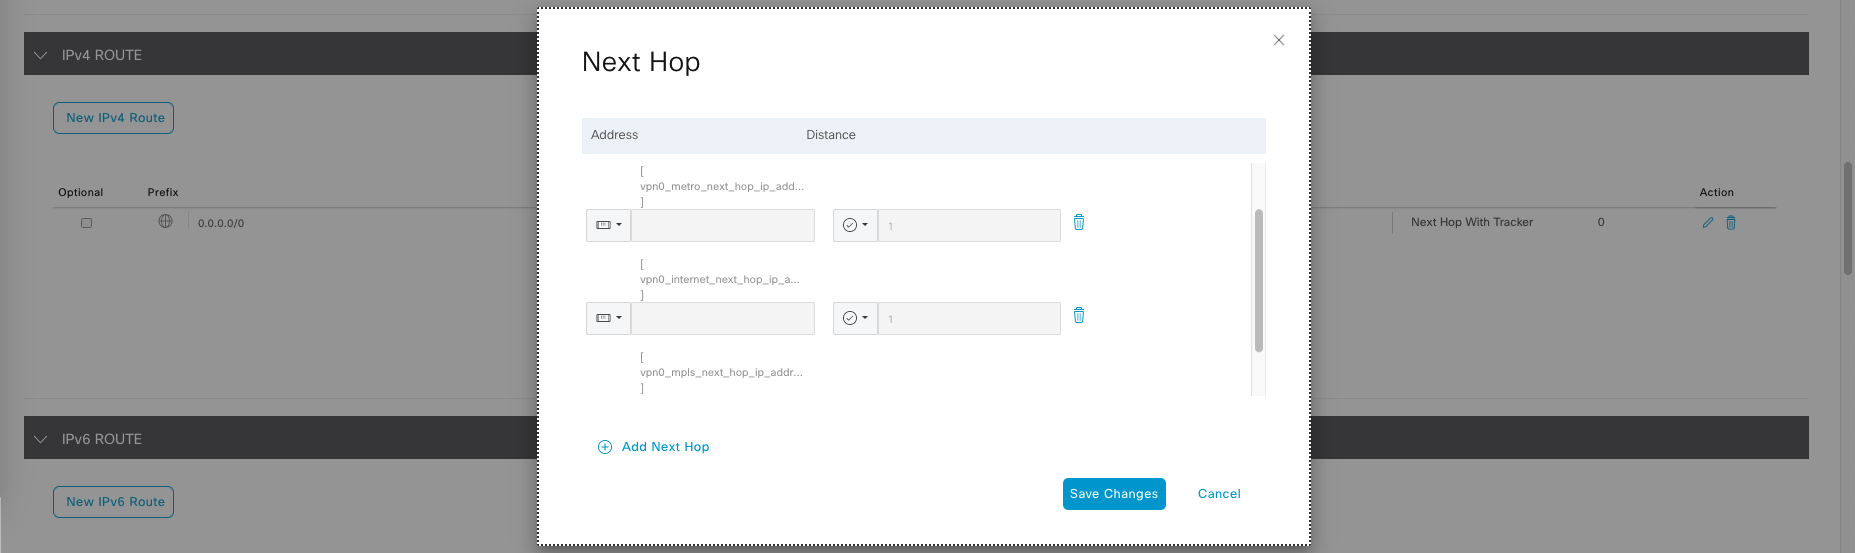 IPv4 ROUTE
New IPv4 Route
Optional
Prefix
Action
0.0.0.0/0
Next Hop With Tracker
0
IPv6 ROUTE
New IPv6 Route
Next Hop
Address
Distance
[
vpn0_metro_next_hop_ip_add...
]
1
[
vpn0_internet_next_hop_ip_a...
]
1
[
vpn0_mpls_next_hop_ip_addr...
]
Add Next Hop
Save Changes
Cancel